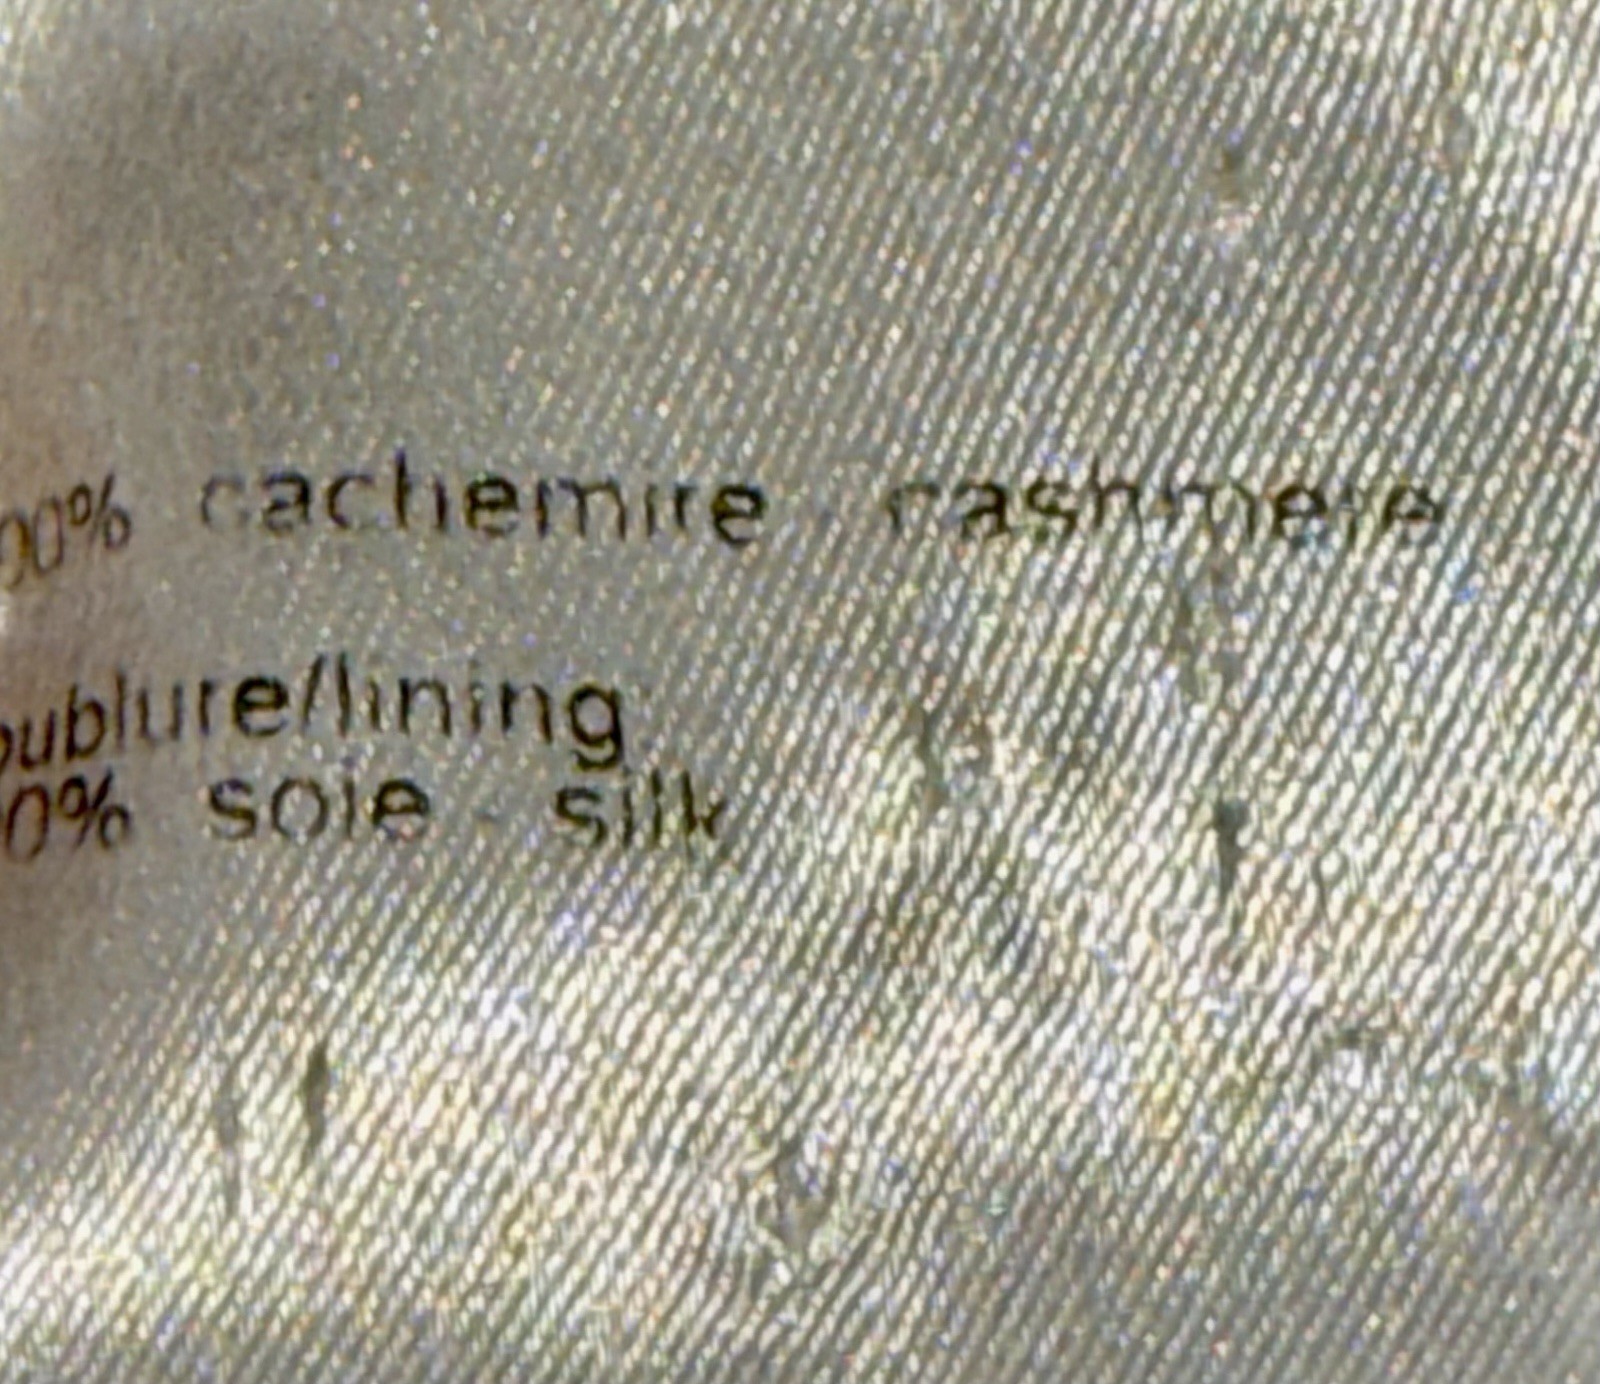 00% cachemire cashmere
oublure/lining
0% soie - silk